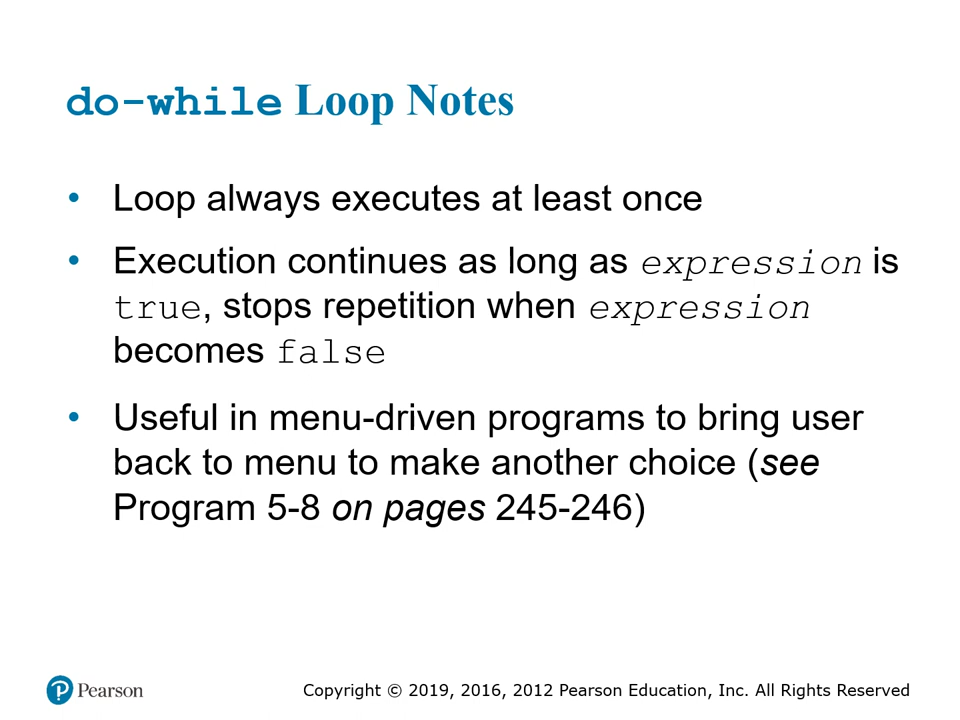 do-while Loop Notes
• Loop always executes at least once
• Execution continues as long as expression is
true, stops repetition when expression
becomes false
• Useful in menu-driven programs to bring user
back to menu to make another choice (see
Program 5-8 on pages 245-246)
P Pearson
Copyright © 2019, 2016, 2012 Pearson Education, Inc. All Rights Reserved